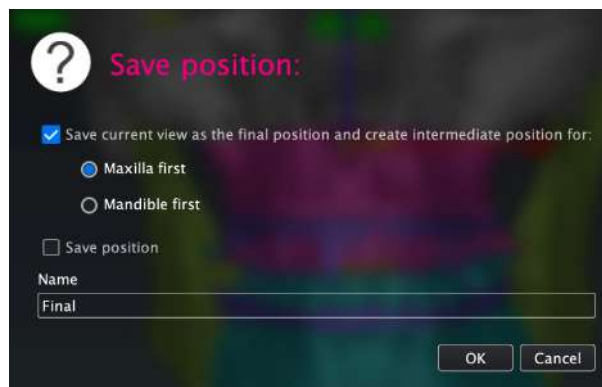 ?
Save position:
Save current view as the final position and create intermediate position for:
Maxilla first
Mandible first
Save position
Name
Final
OK Cancel